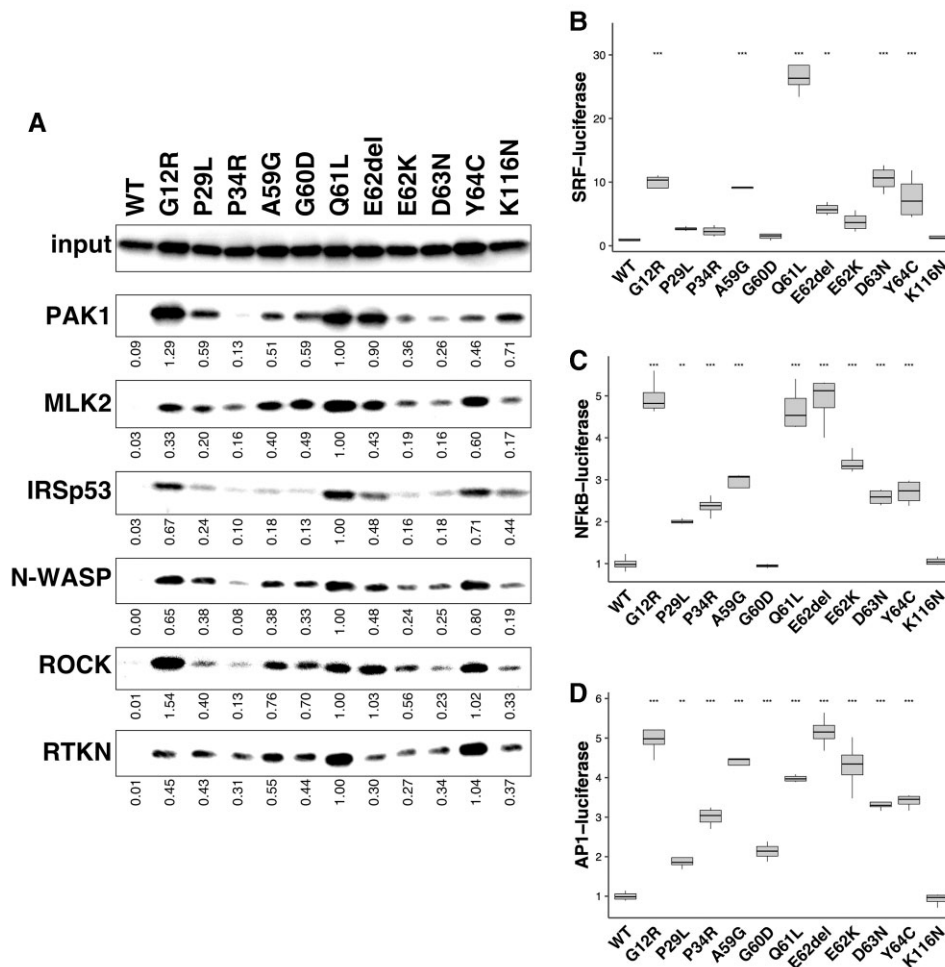 A
WT G12R P29L P34R A59G G60D Q61L E62del E62K D63N Y64C K116N
input
PAK1
0.09 1.29 0.59 0.13 0.51 0.59 1.00 0.90 0.36 0.26 0.46 0.71
MLK2
0.03 0.33 0.20 0.16 0.40 0.49 1.00 0.43 0.19 0.16 0.60 0.17
IRSp53
0.03 0.67 0.24 0.10 0.18 0.13 1.00 0.48 0.16 0.18 0.71 0.44
N-WASP
0.00 0.65 0.38 0.08 0.38 0.33 1.00 0.48 0.24 0.25 0.80 0.19
ROCK
0.01 1.54 0.40 0.13 0.76 0.70 1.00 1.03 0.56 0.23 1.02 0.33
RTKN
0.01 0.45 0.43 0.31 0.55 0.44 1.00 0.30 0.27 0.34 1.04 0.37
B
*** *** *** ** *** ***
30
20
10
0
SRF-luciferase
WT G12R P29L P34R A59G G60D Q61L E62del E62K D63N Y64C K116N
C
*** ** *** *** *** *** *** *** ***
5
4
3
2
1
NFkB-luciferase
WT G12R P29L P34R A59G G60D Q61L E62del E62K D63N Y64C K116N
D
*** ** *** *** *** *** *** *** *** ***
6
5
4
3
2
1
AP1-luciferase
WT G12R P29L P34R A59G G60D Q61L E62del E62K D63N Y64C K116N